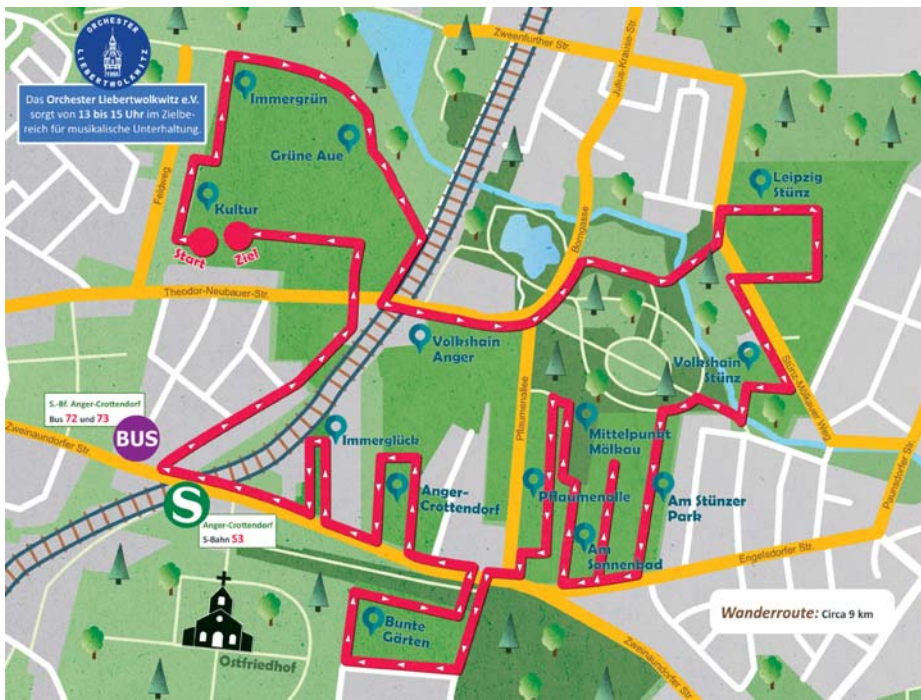 ORCHESTER
LIEBERTWOLKWITZ
Das Orchester Liebertwolkwitz e.V.
sorgt von 13 bis 15 Uhr im Zielbe-
reich für musikalische Unterhaltung.
Zweenfurther Str.
Julius-Krause-Str.
Immergrün
Grüne Aue
Feldweg
Kultur
Start
Ziel
Leipzig
Stünz
Borngasse
Theodor-Neubauer-Str.
Volkshain
Anger
Volkshain
Stünz
Stünz-Mölkauer Weg
Pflaumenallee
S.-Bf. Anger-Crottendorf
Bus 72 und 73
BUS
Zweinaundorfer Str.
Immerglück
Mittelpunkt
Mölkau
Anger-
Crottendorf
Pflaumenalle
Am Stünzer
Park
Paunsdorfer Str.
S
Anger-Crottendorf
S-Bahn S3
Am
Sonnenbad
Engelsdorfer Str.
Bunte
Gärten
Wanderroute: Circa 9 km
Zweinaundorfer Str.
Ostfriedhof